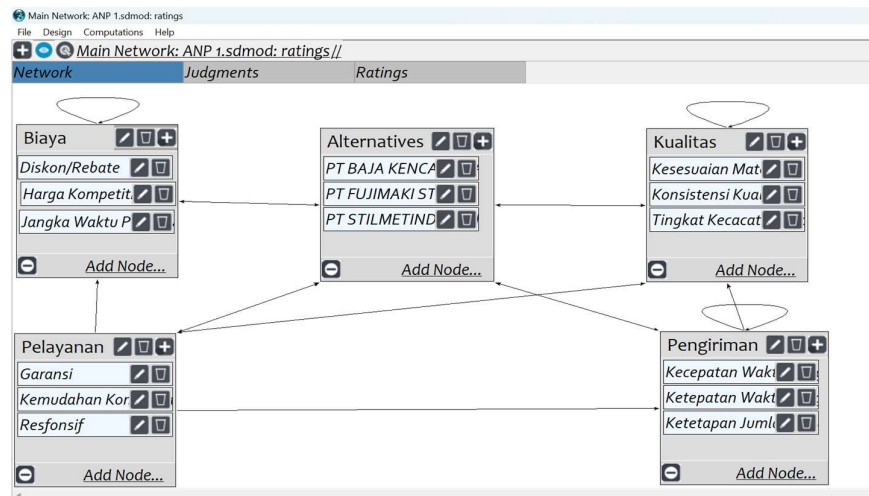 Main Network: ANP 1.sdmod: ratings
File Design Computations Help
Main Network: ANP 1.sdmod: ratings//
Network Judgments Ratings
Biaya
Diskon/Rebate
Harga Kompetit
Jangka Waktu P
Add Node...
Alternatives
PT BAJA KENCA
PT FUJIMAKI ST
PT STILMETIND
Add Node...
Kualitas
Kesesuaian Mat
Konsistensi Kual
Tingkat Kecacat
Add Node...
Pelayanan
Garansi
Kemudahan Kon
Resfonsif
Add Node...
Pengiriman
Kecepatan Wakt
Ketepatan Wakt
Ketetapan Jumla
Add Node...